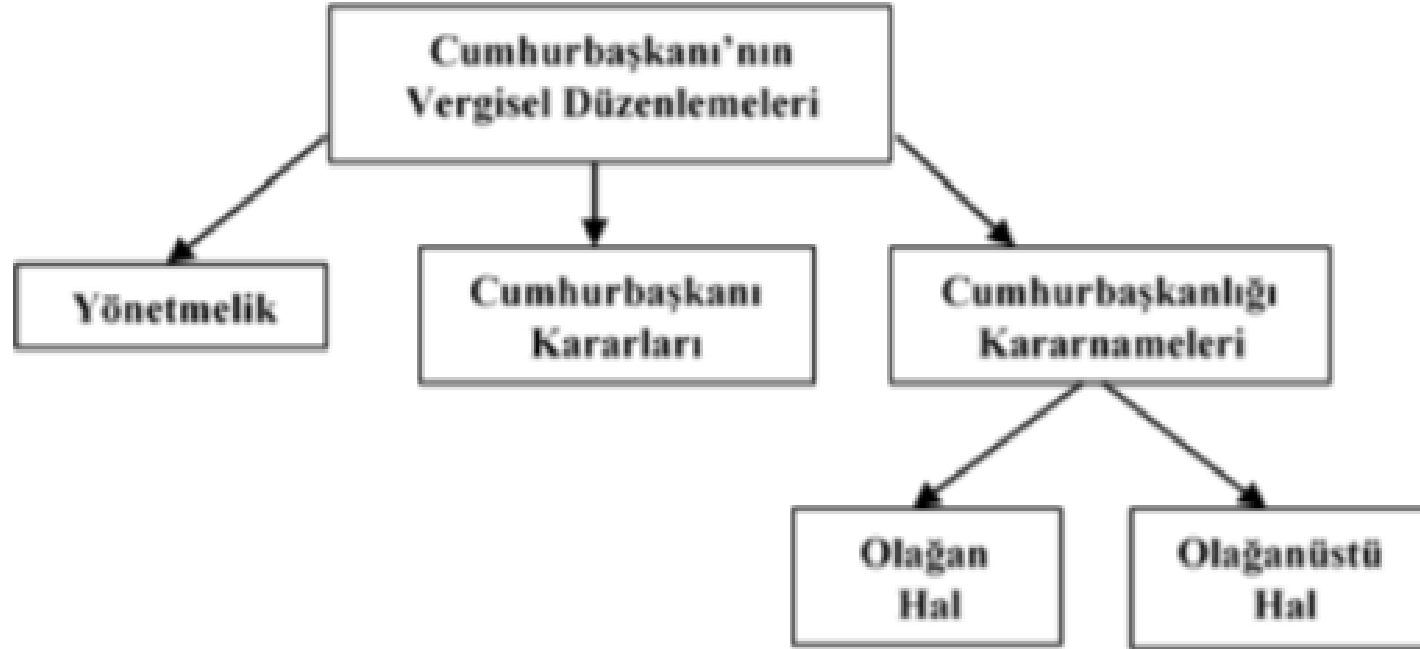 Cumhurbaşkanı’nın
Vergisel Düzenlemeleri
Yönetmelik
Cumhurbaşkanı
Kararları
Cumhurbaşkanlığı
Kararnameleri
Olağan
Hal
Olağanüstü
Hal